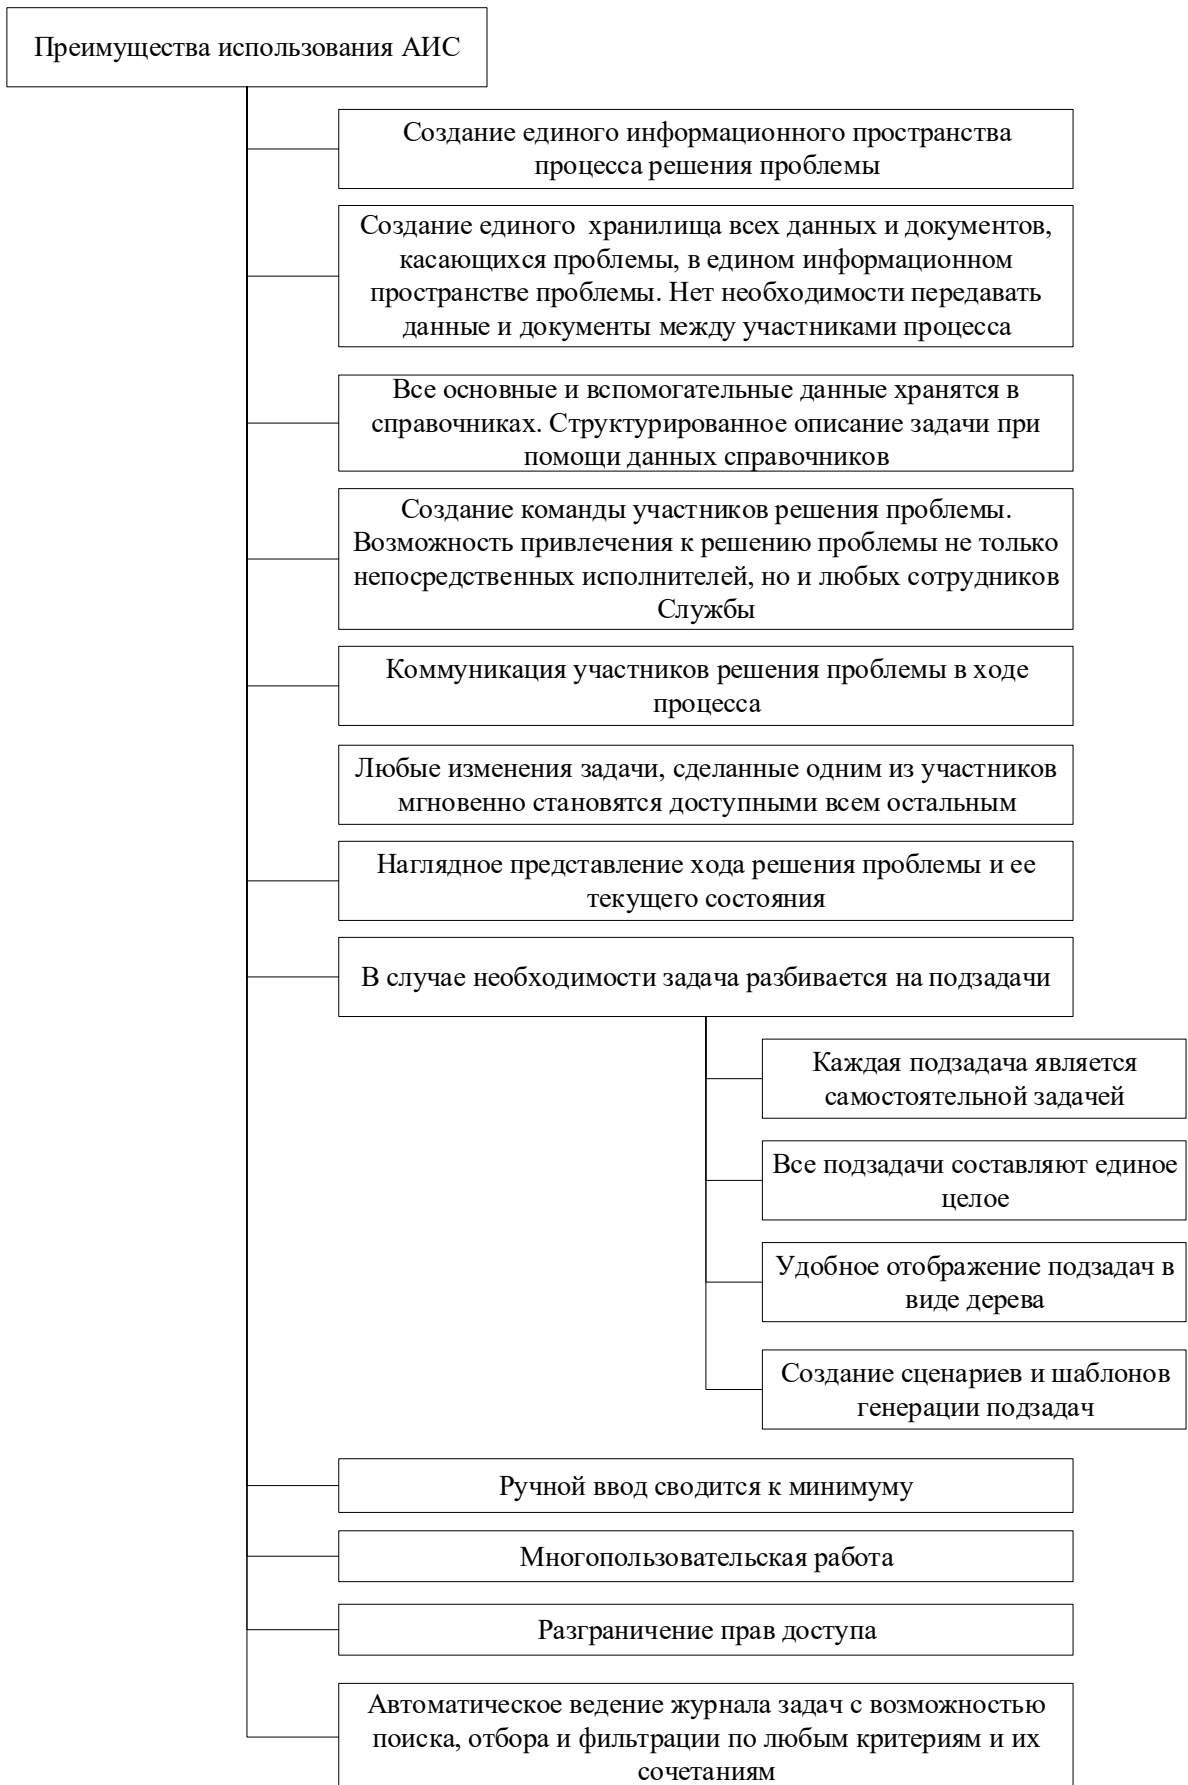 Преимущества использования АИС
Создание единого информационного пространства
процесса решения проблемы
Создание единого  хранилища всех данных и документов,
касающихся проблемы, в едином информационном
пространстве проблемы. Нет необходимости передавать
данные и документы между участниками процесса
Все основные и вспомогательные данные хранятся в
справочниках. Структурированное описание задачи при
помощи данных справочников
Создание команды участников решения проблемы.
Возможность привлечения к решению проблемы не только
непосредственных исполнителей, но и любых сотрудников
Службы
Коммуникация участников решения проблемы в ходе
процесса
Любые изменения задачи, сделанные одним из участников
мгновенно становятся доступными всем остальным
Наглядное представление хода решения проблемы и ее
текущего состояния
В случае необходимости задача разбивается на подзадачи
Каждая подзадача является
самостоятельной задачей
Все подзадачи составляют единое
целое
Удобное отображение подзадач в
виде дерева
Создание сценариев и шаблонов
генерации подзадач
Ручной ввод сводится к минимуму
Многопользовательская работа
Разграничение прав доступа
Автоматическое ведение журнала задач с возможностью
поиска, отбора и фильтрации по любым критериям и их
сочетаниям